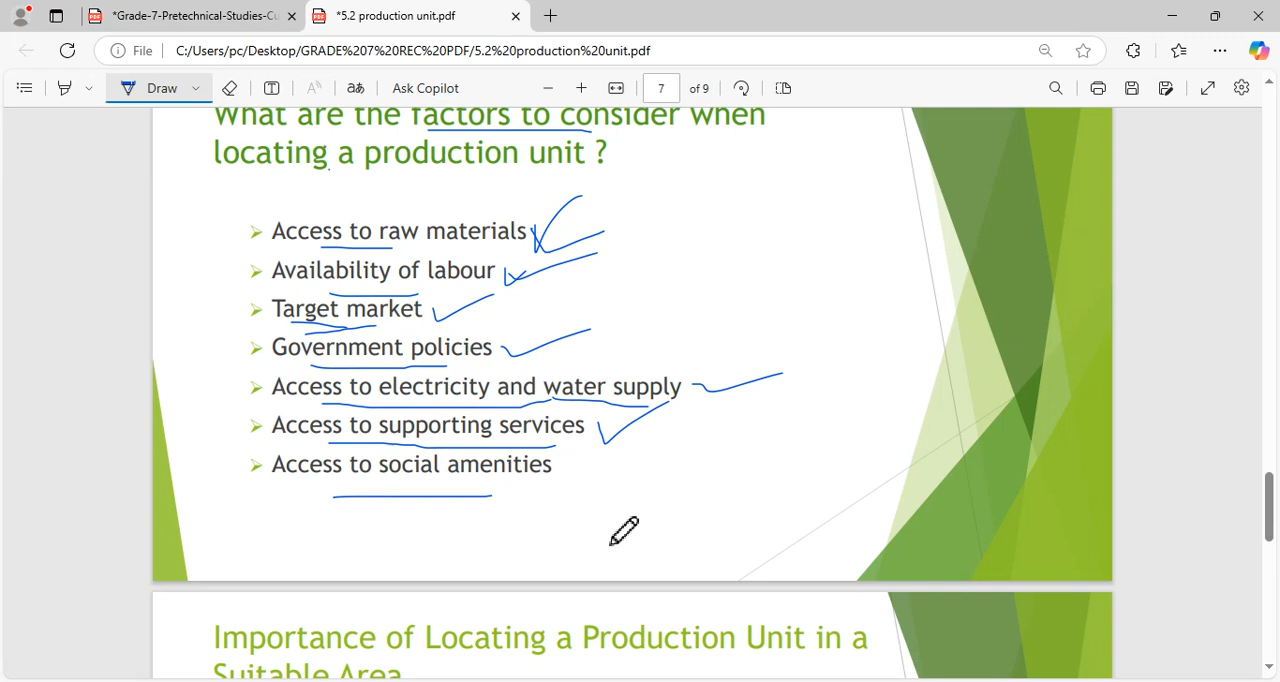 *Grade-7-Pretechnical-Studies-Cu
*5.2 production unit.pdf
File C:/Users/pc/Desktop/GRADE%207%20REC%20PDF/5.2%20production%20unit.pdf
Draw
Ask Copilot
7 of 9
What are the factors to consider when
locating a production unit ?
Access to raw materials
Availability of labour
Target market
Government policies
Access to electricity and water supply
Access to supporting services
Access to social amenities
Importance of Locating a Production Unit in a
Suitable Area